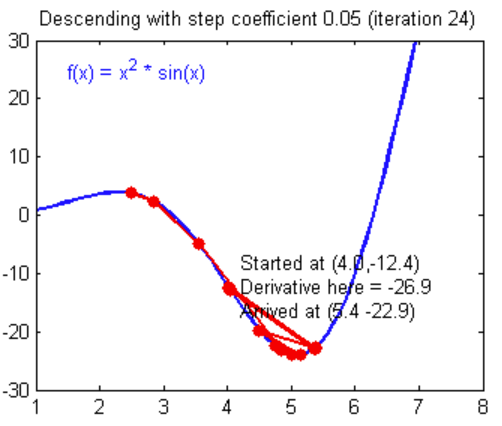 Descending with step coefficient 0.05 (iteration 24)
30
f(x) = x² * sin(x)
20
10
0
Started at (4.0,-12.4)
-10
Derivative here = -26.9
Arrived at (5.4 -22.9)
-20
-30
1 2 3 4 5 6 7 8